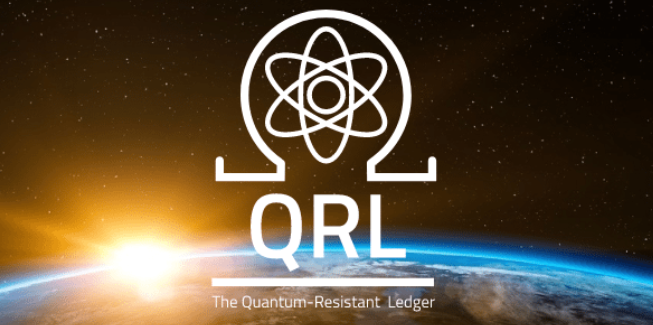 QRL
The Quantum-Resistant Ledger